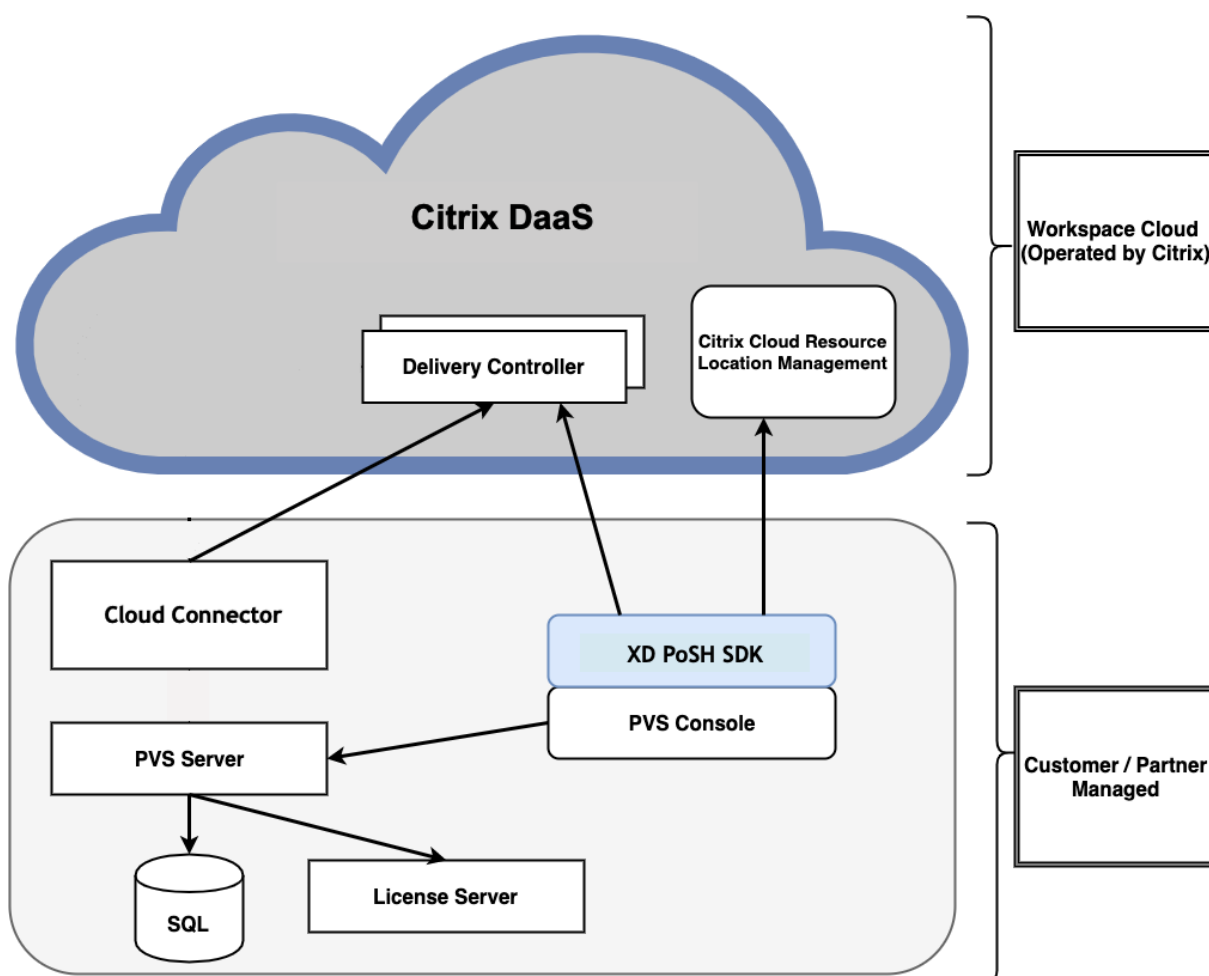 Citrix DaaS
Delivery Controller
Citrix Cloud Resource
Location Management
Workspace Cloud
(Operated by Citrix)
Cloud Connector
XD PoSH SDK
PVS Console
PVS Server
Customer / Partner
Managed
License Server
SQL